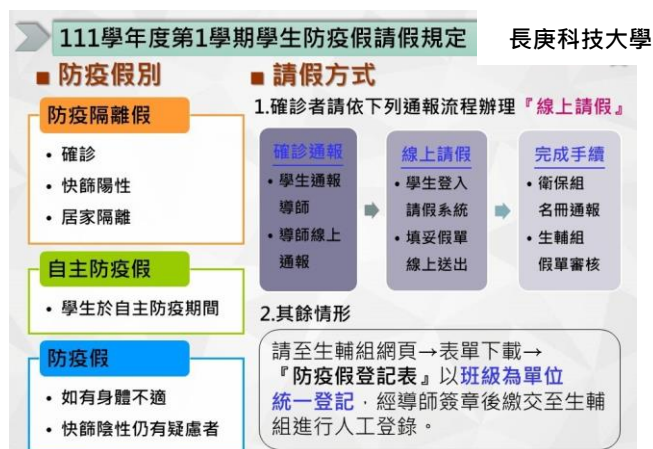 111學年度第1學期學生防疫假請假規定
長庚科技大學
■ 防疫假別
防疫隔離假
• 確診
• 快篩陽性
• 居家隔離
自主防疫假
• 學生於自主防疫期間
防疫假
• 如有身體不適
• 快篩陰性仍有疑慮者
■ 請假方式
1.確診者請依下列通報流程辦理『線上請假』
確診通報
• 學生通報
導師
• 導師線上
通報
線上請假
• 學生登入
請假系統
• 填妥假單
線上送出
完成手續
• 衛保組
名冊通報
• 生輔組
假單審核
2.其餘情形
請至生輔組網頁→表單下載→
『防疫假登記表』以班級為單位
統一登記，經導師簽章後繳交至生輔
組進行人工登錄。